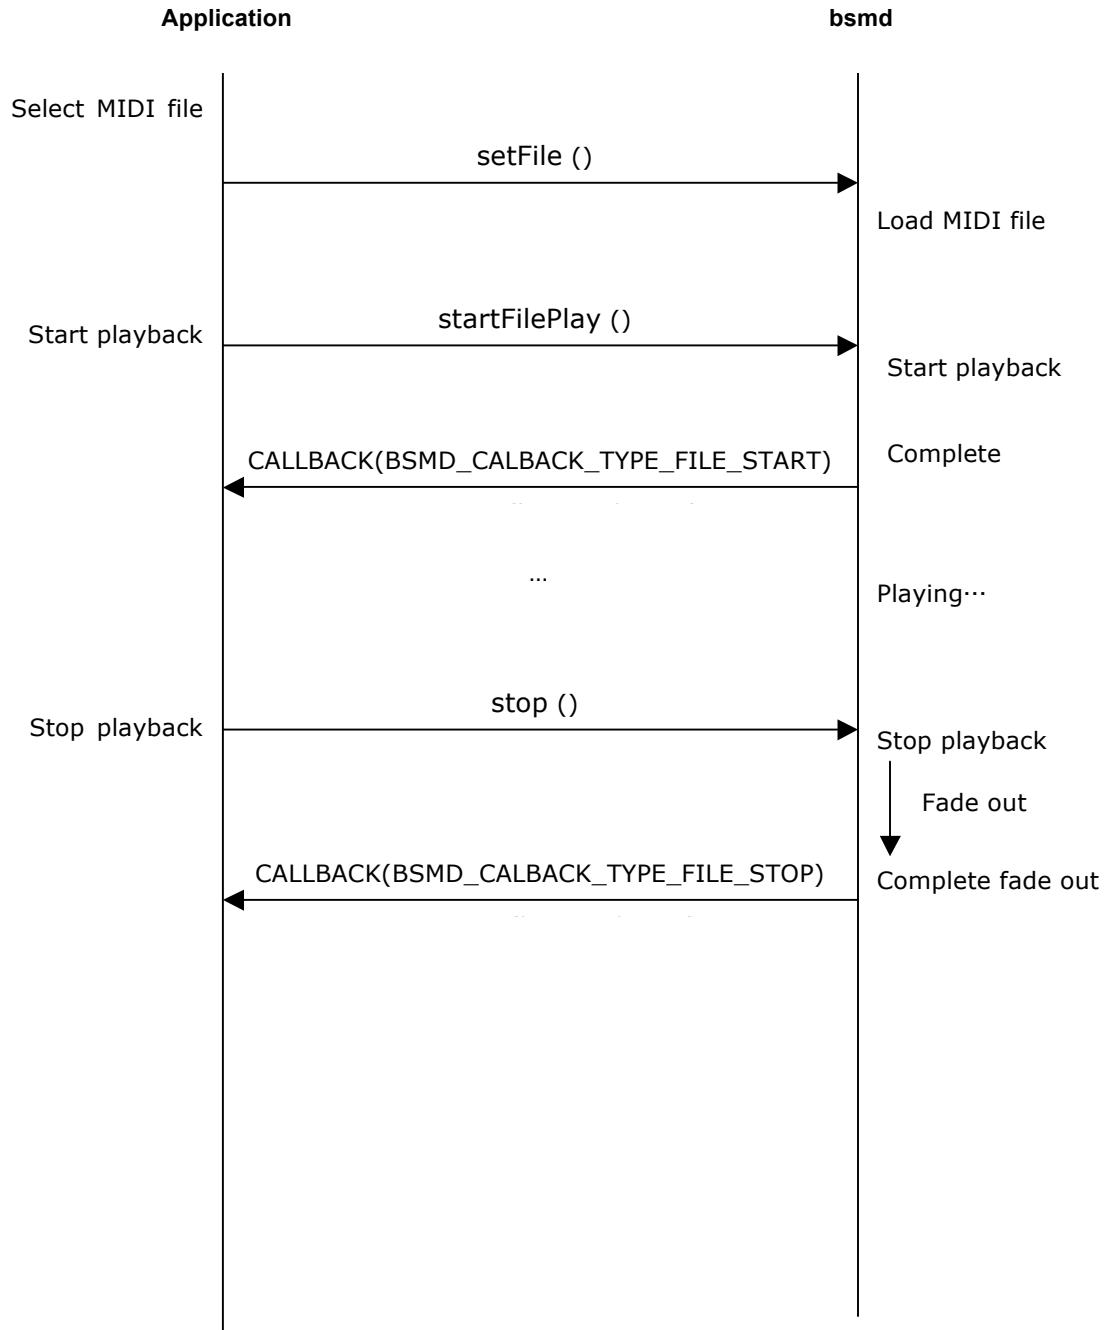 Application
bsmd
Select MIDI file
setFile ()
Load MIDI file
startFilePlay ()
Start playback
Start playback
CALLBACK(BSMD_CALBACK_TYPE_FILE_START)
Complete
...
Playing⋯
stop ()
Stop playback
Stop playback
Fade out
CALLBACK(BSMD_CALBACK_TYPE_FILE_STOP)
Complete fade out